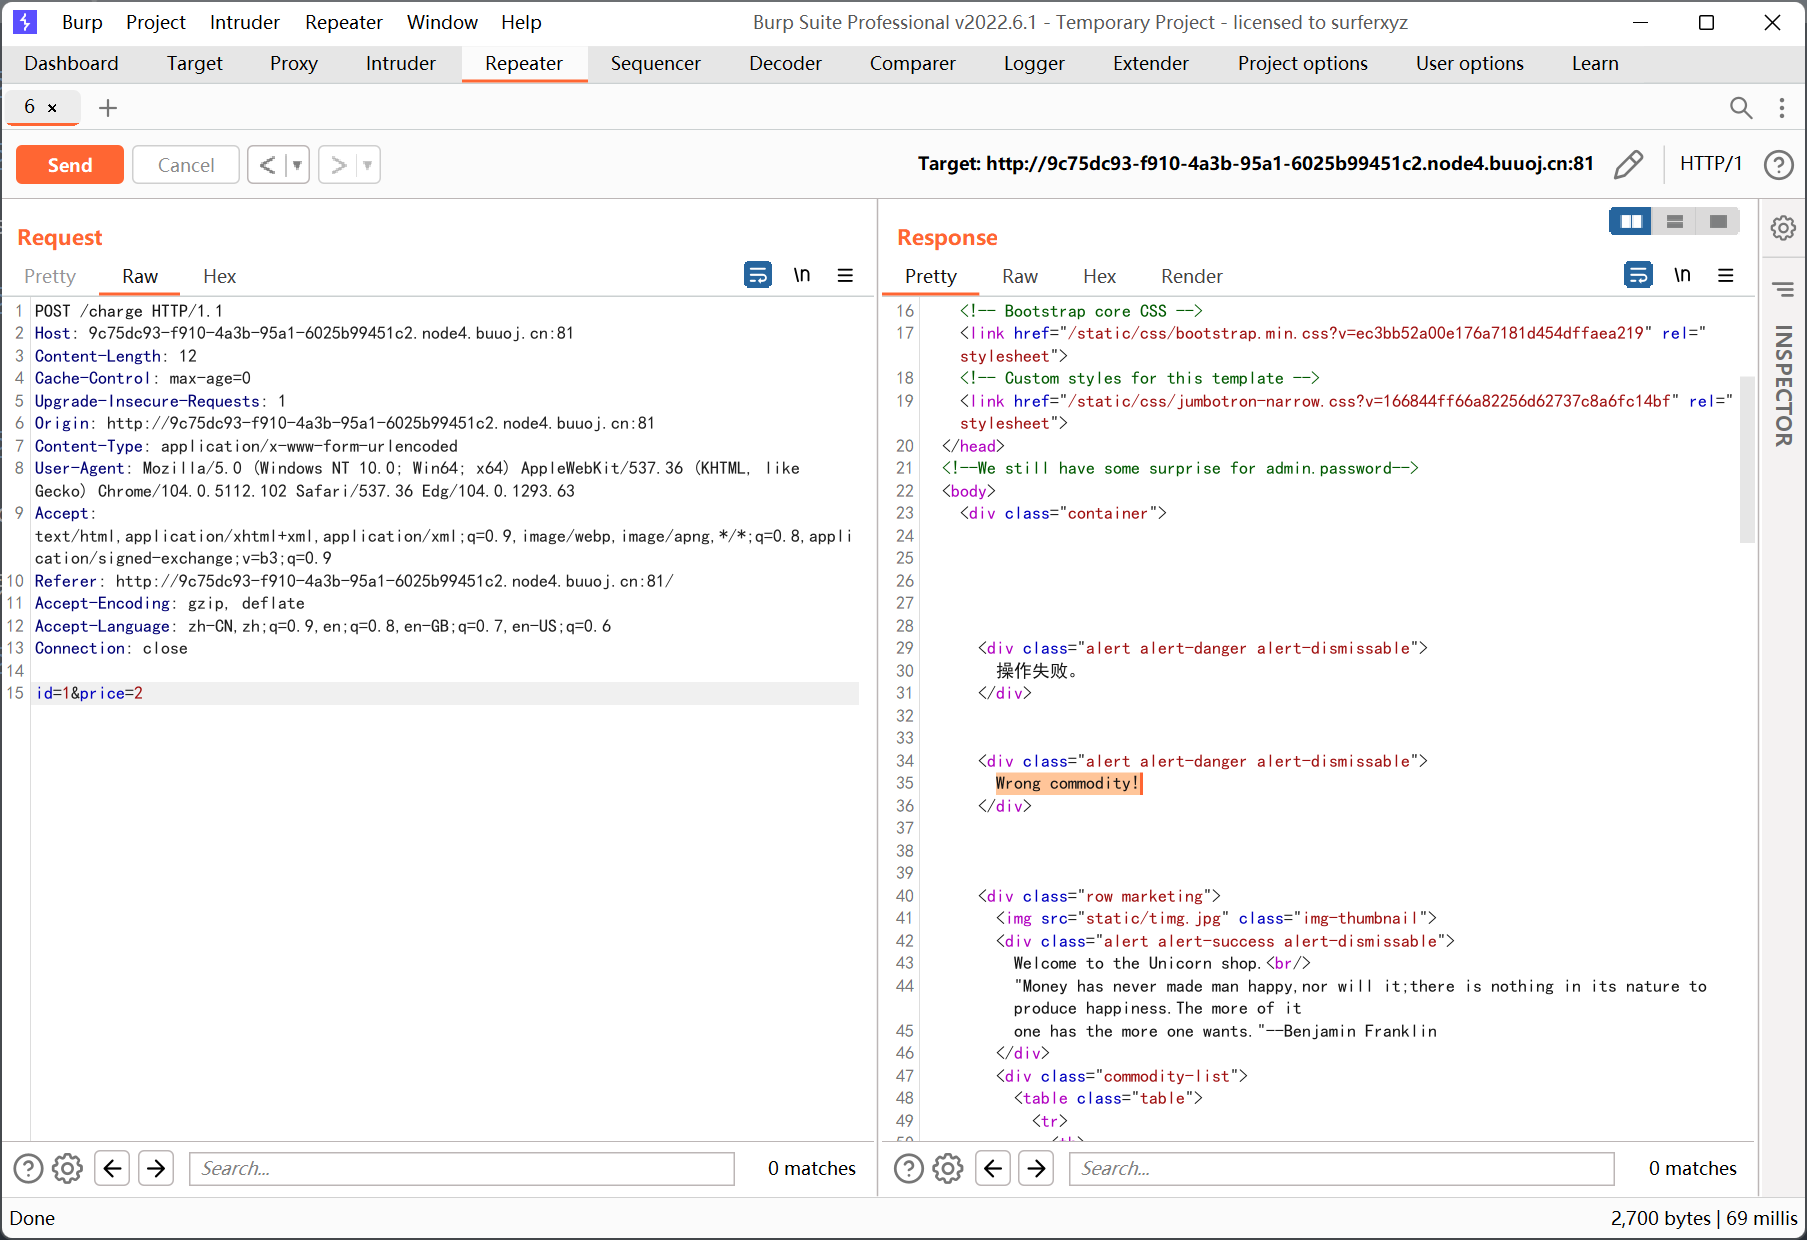 Burp Project Intruder Repeater Window Help Burp Suite Professional v2022.6.1 - Temporary Project - licensed to surferxyz
Dashboard Target Proxy Intruder Repeater Sequencer Decoder Comparer Logger Extender Project options User options Learn
6 ×
Send Cancel < > Target: http://9c75dc93-f910-4a3b-95a1-6025b99451c2.node4.buuoj.cn:81 HTTP/1 ?
Request
Pretty Raw Hex \n
1 POST /charge HTTP/1.1
2 Host: 9c75dc93-f910-4a3b-95a1-6025b99451c2.node4.buuoj.cn:81
3 Content-Length: 12
4 Cache-Control: max-age=0
5 Upgrade-Insecure-Requests: 1
6 Origin: http://9c75dc93-f910-4a3b-95a1-6025b99451c2.node4.buuoj.cn:81
7 Content-Type: application/x-www-form-urlencoded
8 User-Agent: Mozilla/5.0 (Windows NT 10.0; Win64; x64) AppleWebKit/537.36 (KHTML, like
Gecko) Chrome/104.0.5112.102 Safari/537.36 Edg/104.0.1293.63
9 Accept:
text/html,application/xhtml+xml,application/xml;q=0.9,image/webp,image/apng,*/*;q=0.8,appli
cation/signed-exchange;v=b3;q=0.9
10 Referer: http://9c75dc93-f910-4a3b-95a1-6025b99451c2.node4.buuoj.cn:81/
11 Accept-Encoding: gzip, deflate
12 Accept-Language: zh-CN,zh;q=0.9,en;q=0.8,en-GB;q=0.7,en-US;q=0.6
13 Connection: close
14
15 id=1&price=2
? Search... 0 matches
Response
Pretty Raw Hex Render \n
16 <!-- Bootstrap core CSS -->
17 <link href="/static/css/bootstrap.min.css?v=ec3bb52a00e176a7181d454dffaea219" rel="
stylesheet">
18 <!-- Custom styles for this template -->
19 <link href="/static/css/jumbotron-narrow.css?v=166844ff66a82256d62737c8a6fc14bf" rel="
stylesheet">
20 </head>
21 <!--We still have some surprise for admin.password-->
22 <body>
23 <div class="container">
24
25
26
27
28
29 <div class="alert alert-danger alert-dismissable">
30 操作失败。
31 </div>
32
33
34 <div class="alert alert-danger alert-dismissable">
35 Wrong commodity!
36 </div>
37
38
39
40 <div class="row marketing">
41 <img src="static/timg.jpg" class="img-thumbnail">
42 <div class="alert alert-success alert-dismissable">
43 Welcome to the Unicorn shop.<br/>
44 "Money has never made man happy,nor will it;there is nothing in its nature to
produce happiness.The more of it
45 one has the more one wants."--Benjamin Franklin
46 </div>
47 <div class="commodity-list">
48 <table class="table">
49 <tr>
? Search... 0 matches
INSPECTOR
Done 2,700 bytes | 69 millis